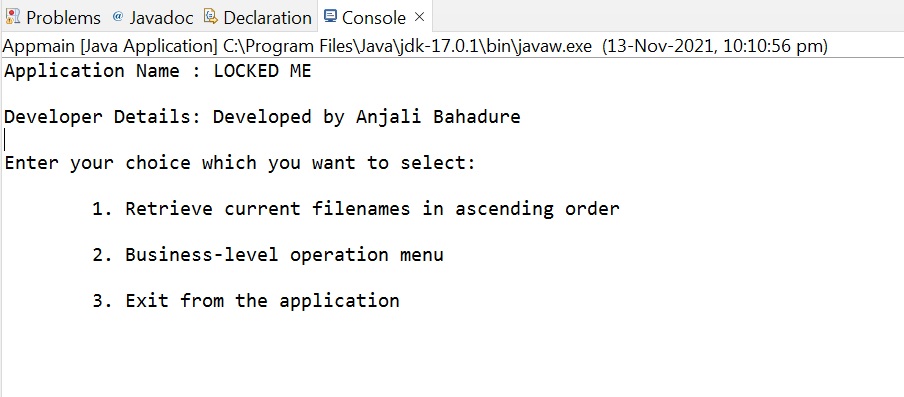 Problems @ Javadoc Declaration Console ×
Appmain [Java Application] C:\Program Files\Java\jdk-17.0.1\bin\javaw.exe (13-Nov-2021, 10:10:56 pm)
Application Name : LOCKED ME
Developer Details: Developed by Anjali Bahadure
Enter your choice which you want to select:
1. Retrieve current filenames in ascending order
2. Business-level operation menu
3. Exit from the application